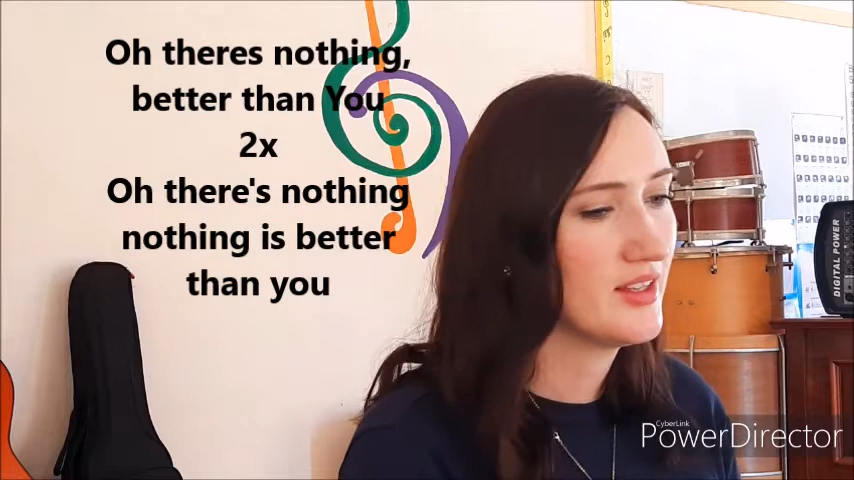 Oh theres nothing,
better than You
2x
Oh there's nothing
nothing is better
than you
DIGITAL POWER
CyberLink
PowerDirector